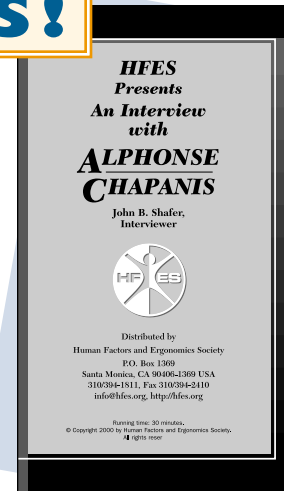 s!
HFES
Presents
An Interview
with
ALPHONSE
CHAPANIS
John B. Shafer,
Interviewer
HF ES
Distributed by
Human Factors and Ergonomics Society
P.O. Box 1369
Santa Monica, CA 90406-1369 USA
310/394-1811, Fax 310/394-2410
info@hfes.org, http://hfes.org
Running time: 30 minutes.
© Copyright 2000 by Human Factors and Ergonomics Society.
All rights reser